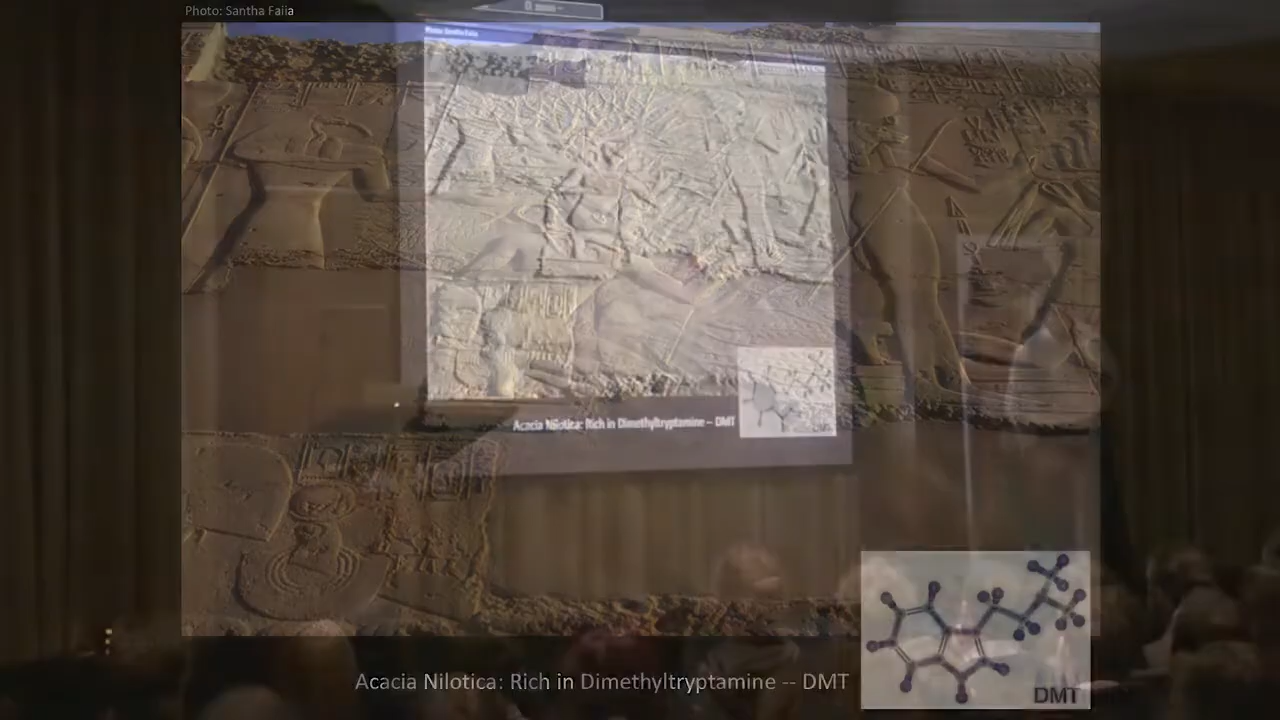 Photo: Santha Faiia
Acacia Nilotica: Rich in Dimethyltryptamine -- DMT
Acacia Nilotica: Rich in Dimethyltryptamine -- DMT
DMT